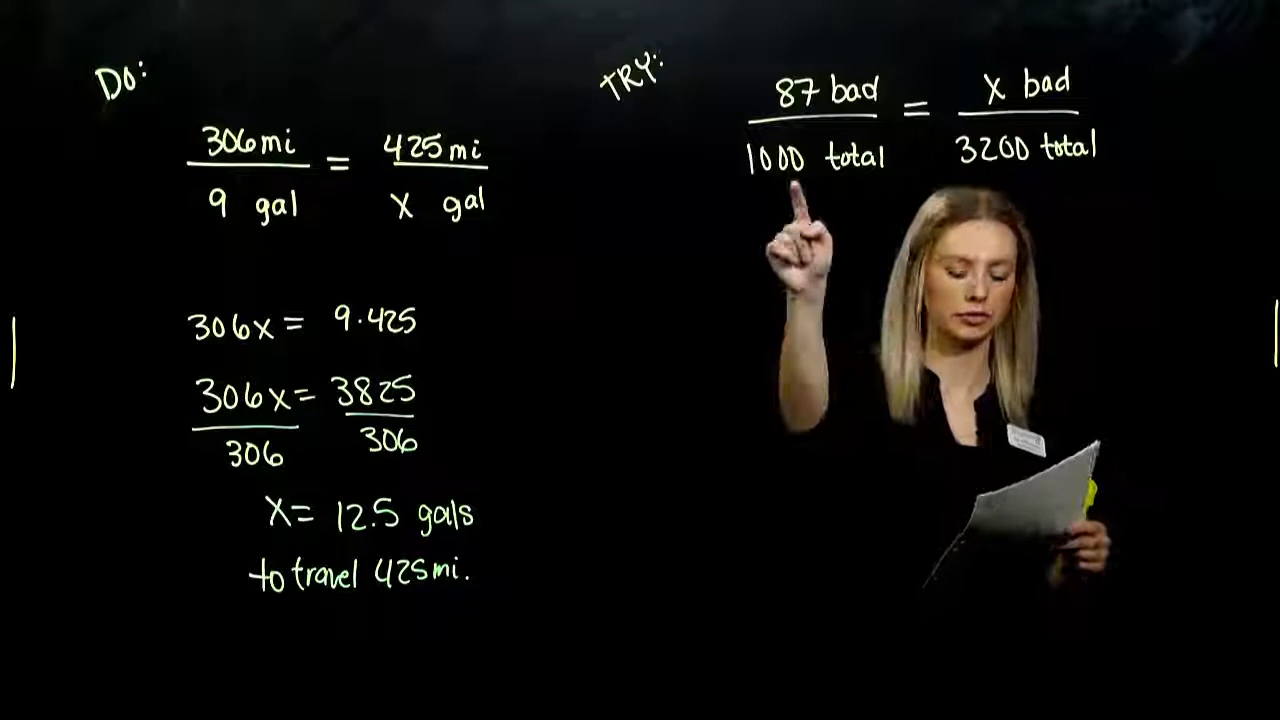 DO:
306mi = 425mi
9 gal x gal
306x = 9.425
306x = 3825
306 306
x = 12.5 gals
to travel 425mi.
TRY:
87 bad = x bad
1000 total 3200 total